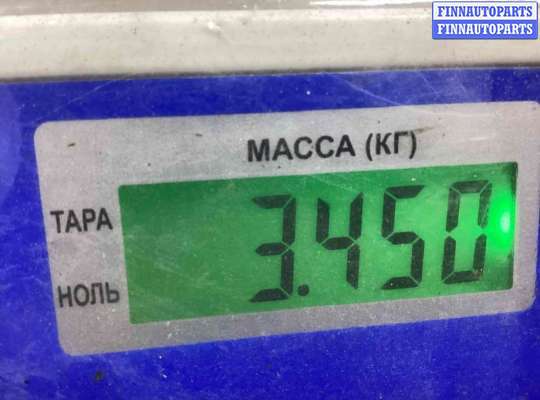 FINNAUTOPARTS
FINNAUTOPARTS
МАССА (КГ)
ТАРА
3.450
НОЛЬ